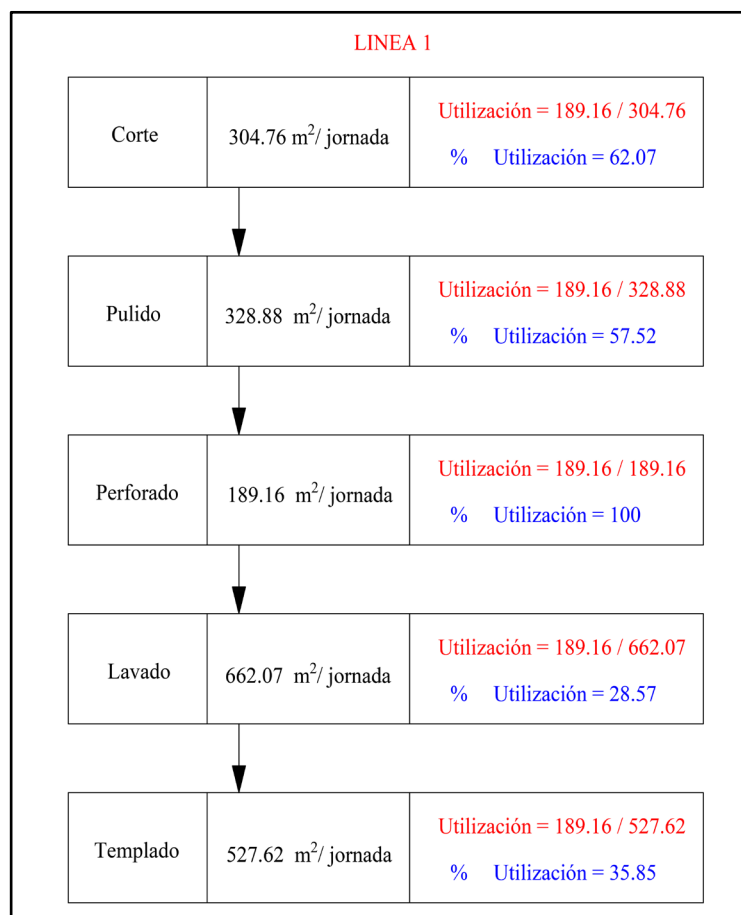 LINEA 1
Corte
304.76 m²/ jornada
Utilización = 189.16 / 304.76
% Utilización = 62.07
Pulido
328.88 m²/ jornada
Utilización = 189.16 / 328.88
% Utilización = 57.52
Perforado
189.16 m²/ jornada
Utilización = 189.16 / 189.16
% Utilización = 100
Lavado
662.07 m²/ jornada
Utilización = 189.16 / 662.07
% Utilización = 28.57
Templado
527.62 m²/ jornada
Utilización = 189.16 / 527.62
% Utilización = 35.85